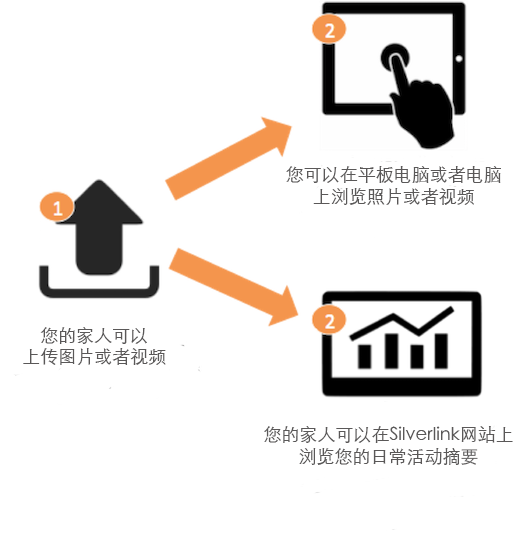 2
您可以在平板电脑或者电脑
上浏览照片或者视频
1
您的家人可以
上传图片或者视频
2
您的家人可以在Silverlink网站上
浏览您的日常活动摘要